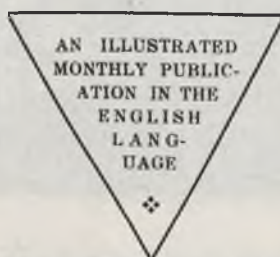 AN ILLUSTRATED
MONTHLY PUBLIC-
ATION IN THE
ENGLISH
LANG-
UAGE